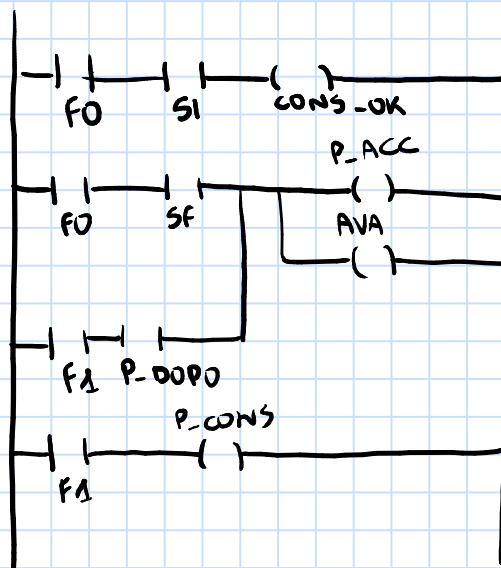 F0 S1 CONS_OK
P_ACC
F0 SF AVA
F1 P_DOPO
P_CONS
F1